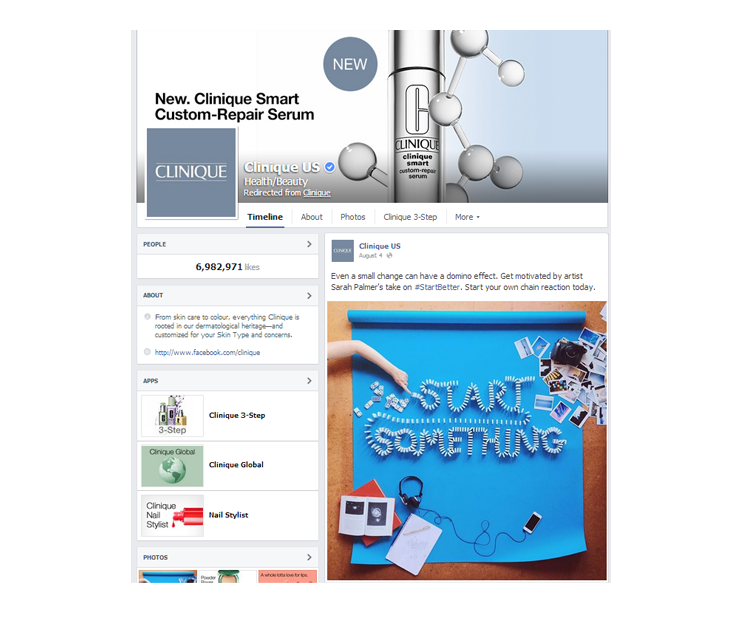 NEW
New. Clinique Smart
Custom-Repair Serum
CLINIQUE
clinique
smart
custom-repair
serum
CLINIQUE
Clinique US
Health/Beauty
Redirected from Clinique
Timeline
About
Photos
Clinique 3-Step
More
PEOPLE
6,982,971 likes
ABOUT
From skin care to colour, everything Clinique is
rooted in our dermatological heritage—and
customized for your Skin Type and concerns.
http://www.facebook.com/clinique
APPS
3-Step
Clinique 3-Step
Clinique Global
Clinique Global
Clinique
Nail
Stylist
Nail Stylist
PHOTOS
Powder
A whole lotta love for lips.
CLINIQUE
Clinique US
August 4
Even a small change can have a domino effect. Get motivated by artist
Sarah Palmer's take on #StartBetter. Start your own chain reaction today.
START
SOMETHING